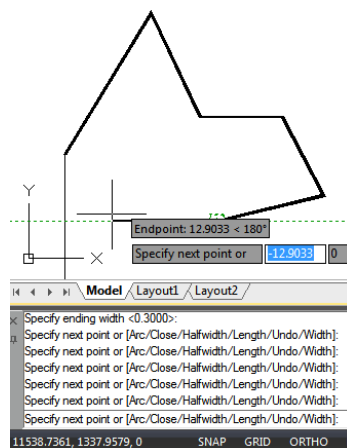 Y
Endpoint: 12.9033 < 180°
X
Specify next point or -12.9033 0
Model Layout1 Layout2
Specify ending width <0.3000>:
Specify next point or [Arc/Close/Halfwidth/Length/Undo/Width]:
Specify next point or [Arc/Close/Halfwidth/Length/Undo/Width]:
Specify next point or [Arc/Close/Halfwidth/Length/Undo/Width]:
Specify next point or [Arc/Close/Halfwidth/Length/Undo/Width]:
Specify next point or [Arc/Close/Halfwidth/Length/Undo/Width]:
Specify next point or [Arc/Close/Halfwidth/Length/Undo/Width]:
11538.7361, 1337.9579, 0 SNAP GRID ORTHO